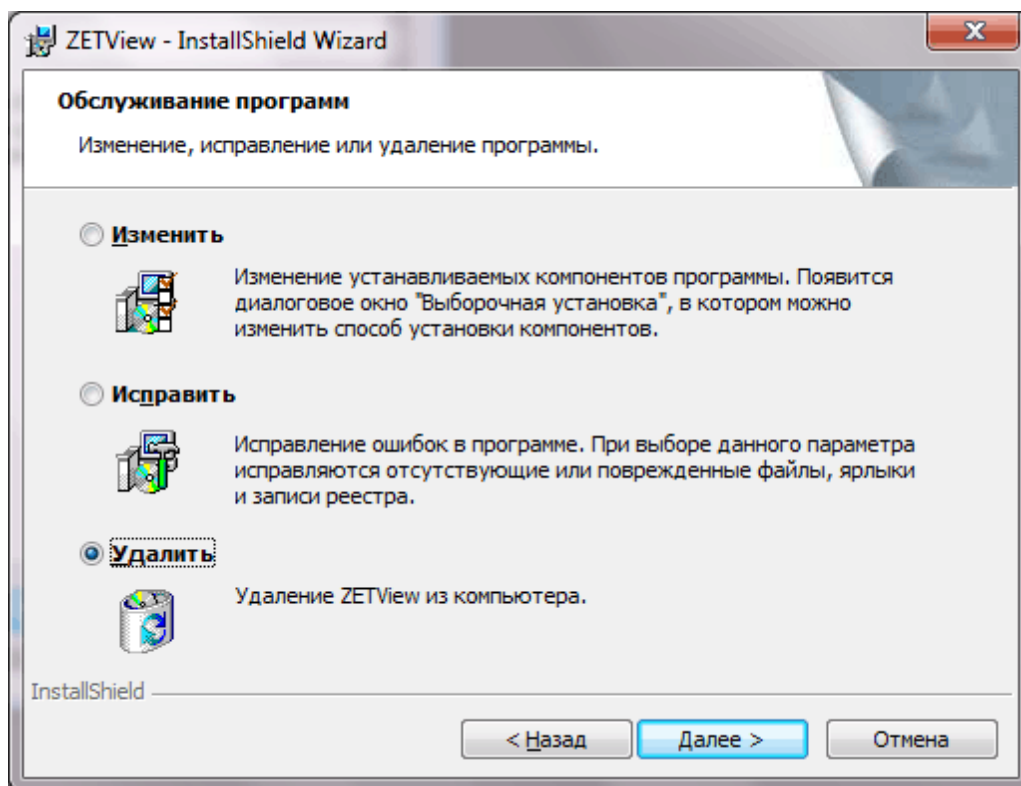 ZETView - InstallShield Wizard
Обслуживание программ
Изменение, исправление или удаление программы.
Изменить
Изменение устанавливаемых компонентов программы. Появится
диалоговое окно "Выборочная установка", в котором можно
изменить способ установки компонентов.
Исправить
Исправление ошибок в программе. При выборе данного параметра
исправляются отсутствующие или поврежденные файлы, ярлыки
и записи реестра.
Удалить
Удаление ZETView из компьютера.
InstallShield
< Назад Далее > Отмена